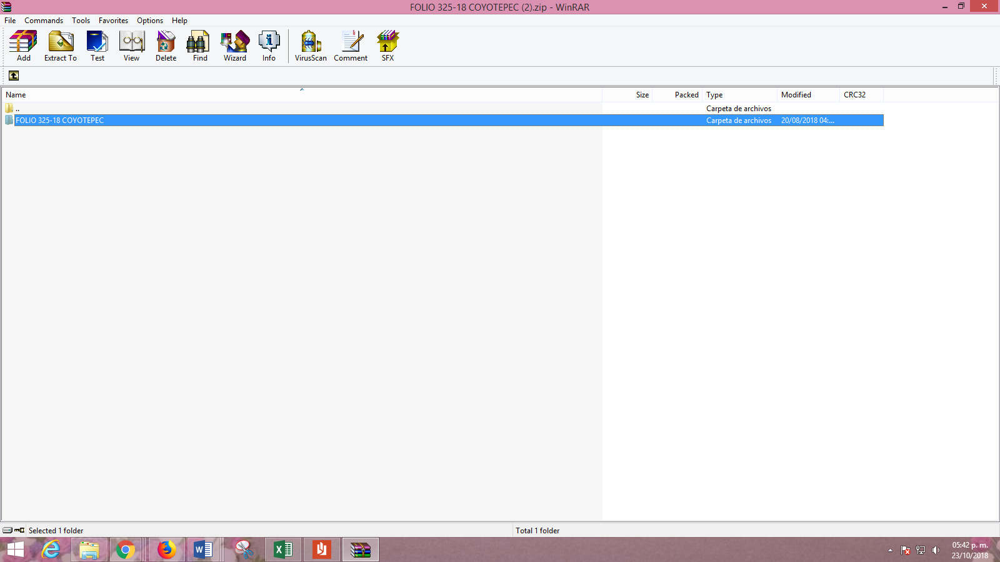 FOLIO 325-18 COYOTEPEC (2).zip - WinRAR
File Commands Tools Favorites Options Help
Add Extract To Test View Delete Find Wizard Info VirusScan Comment SFX
Name Size Packed Type Modified CRC32
.. Carpeta de archivos
FOLIO 325-18 COYOTEPEC Carpeta de archivos 20/08/2018 04:...
Selected 1 folder Total 1 folder
05:42 p. m.
23/10/2018